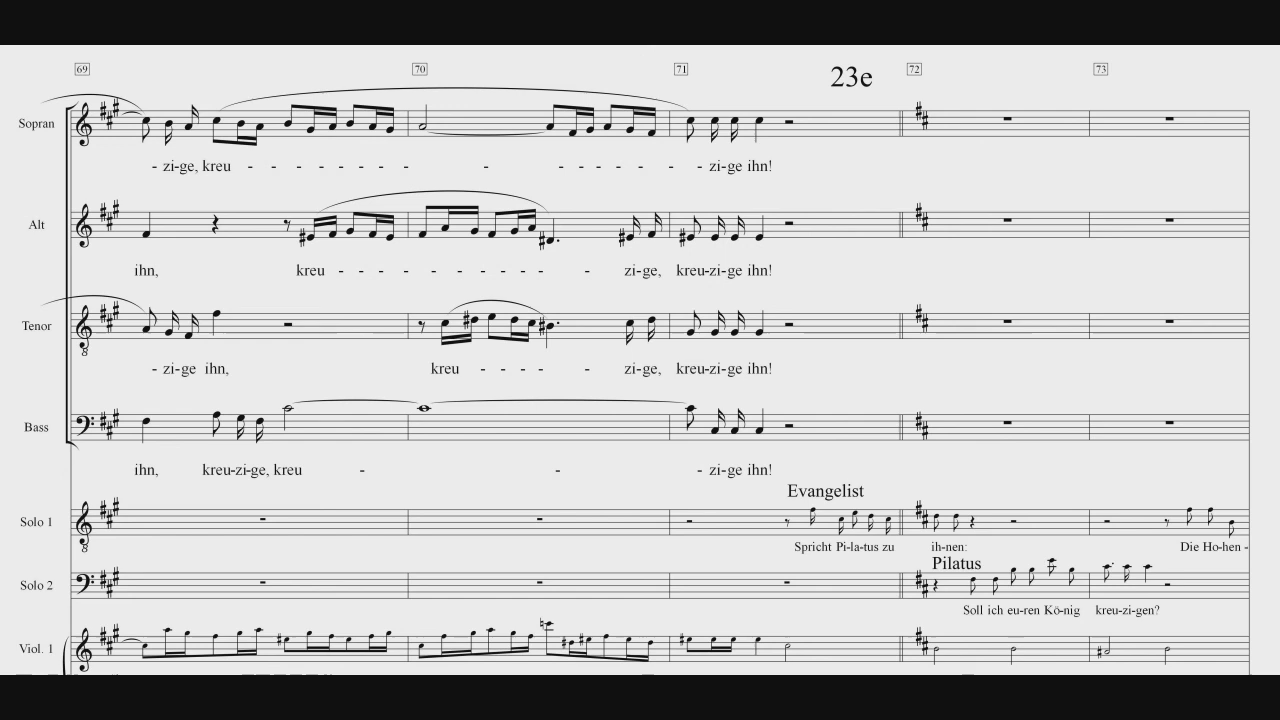 69 70 71 23e 72 73
Sopran
- zi-ge, kreu - - - - - - - - - - - - - zi-ge ihn!
Alt
ihn, kreu - - - - - - - - - - zi-ge, kreu-zi-ge ihn!
Tenor
- zi-ge ihn, kreu - - - - zi-ge, kreu-zi-ge ihn!
Bass
ihn, kreu-zi-ge, kreu - - - zi-ge ihn!
Evangelist
Solo 1
Spricht Pi-la-tus zu ih-nen: Die Ho-hen -
Pilatus
Solo 2
Soll ich eu-ren Kö-nig kreu-zi-gen?
Viol. 1